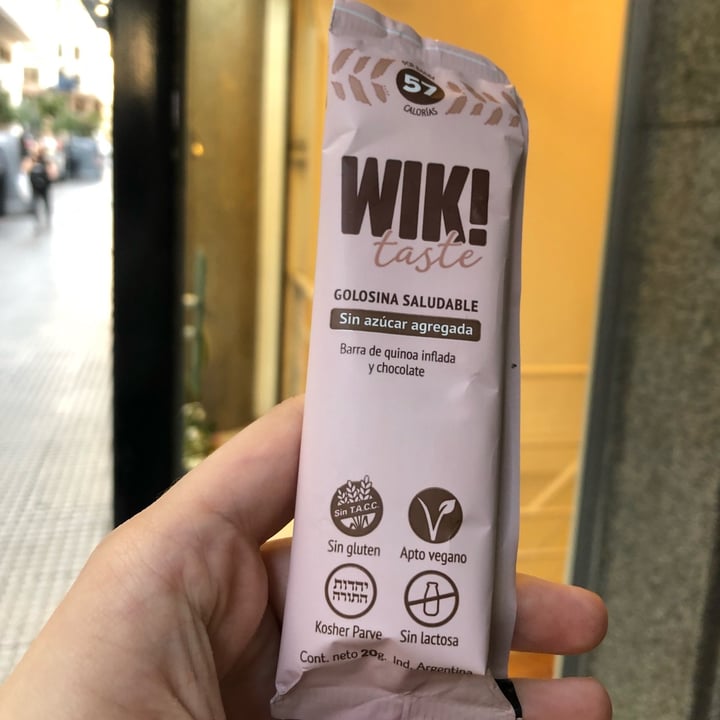 57
CALORÍAS
WIK!
taste
GOLOSINA SALUDABLE
Sin azúcar agregada
Barra de quinoa inflada
y chocolate
Sin T.A.C.C.
Sin gluten
Apto vegano
יהדות
התורה
Kosher Parve
Sin lactosa
Cont. neto 20g. Ind. Argentina